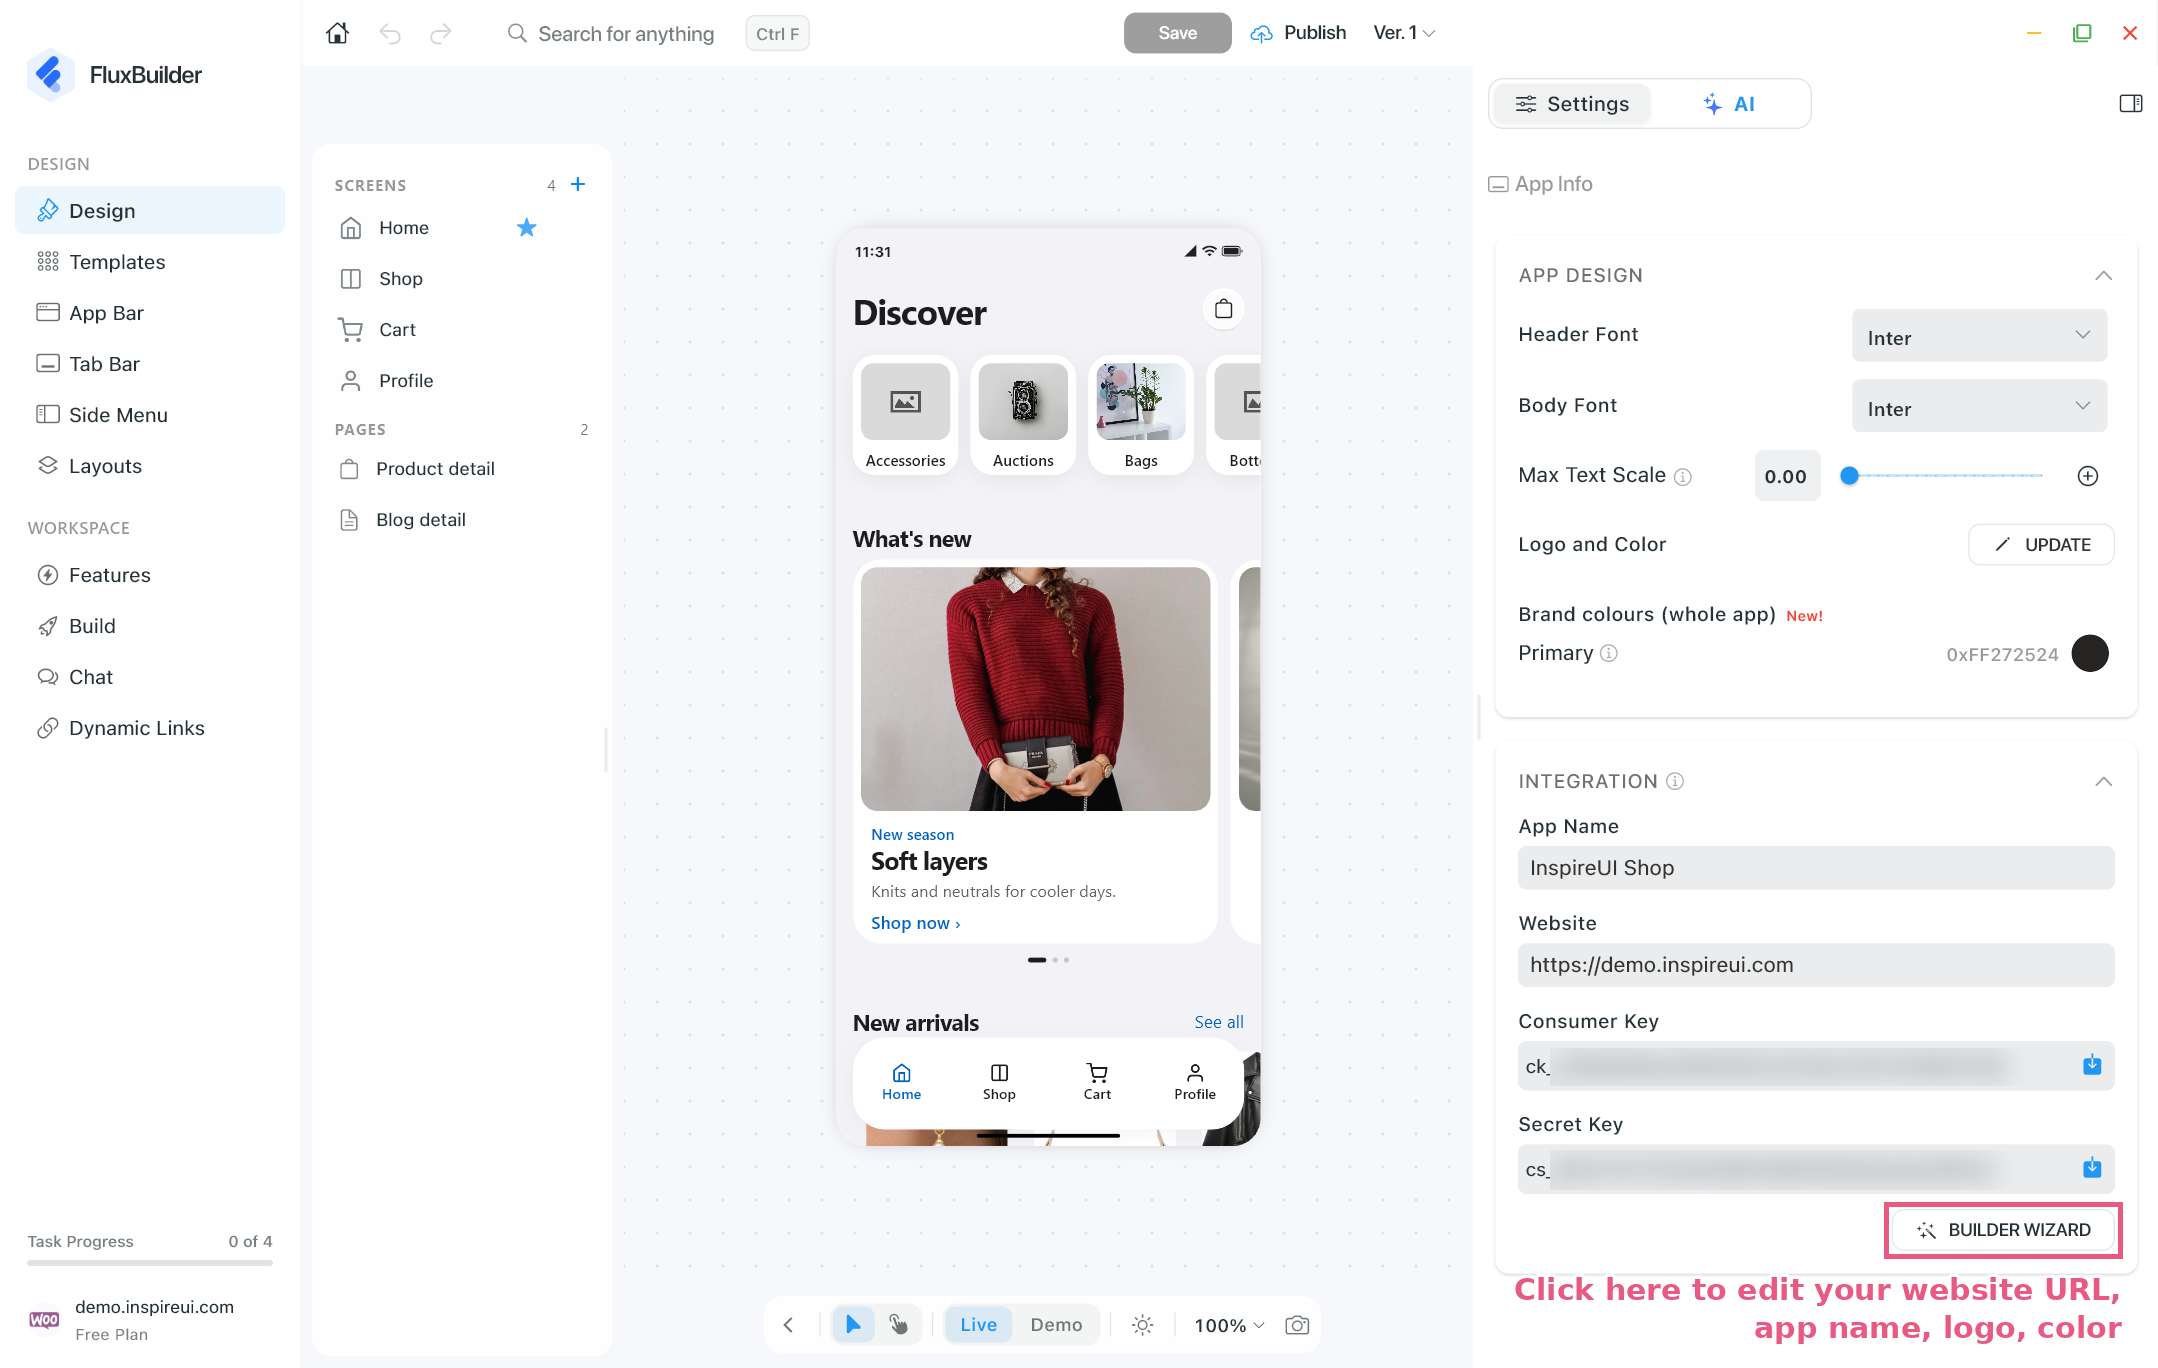 FluxBuilder
DESIGN
Design
Templates
App Bar
Tab Bar
Side Menu
Layouts
WORKSPACE
Features
Build
Chat
Dynamic Links
Task Progress 0 of 4
WOO
demo.inspireui.com
Free Plan
Search for anything Ctrl F
Save Publish Ver. 1
SCREENS 4
Home
Shop
Cart
Profile
PAGES 2
Product detail
Blog detail
11:31
Discover
Accessories Auctions Bags Bott
What's new
New season
Soft layers
Knits and neutrals for cooler days.
Shop now ›
New arrivals See all
Home Shop Cart Profile
Live Demo 100%
Settings AI
App Info
APP DESIGN
Header Font Inter
Body Font Inter
Max Text Scale 0.00
Logo and Color UPDATE
Brand colours (whole app) New!
Primary 0xFF272524
INTEGRATION
App Name
InspireUI Shop
Website
https://demo.inspireui.com
Consumer Key
ck_
Secret Key
cs_
BUILDER WIZARD
Click here to edit your website URL,
app name, logo, color